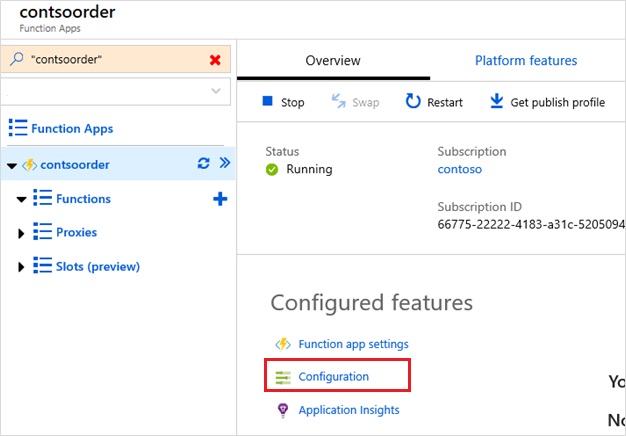 contsoorder
Function Apps
"contsoorder"
Function Apps
contsoorder
Functions
Proxies
Slots (preview)
Overview
Platform features
Stop
Swap
Restart
Get publish profile
Status
Running
Subscription
contoso
Subscription ID
66775-22222-4183-a31c-5205094
Configured features
Function app settings
Configuration
Application Insights